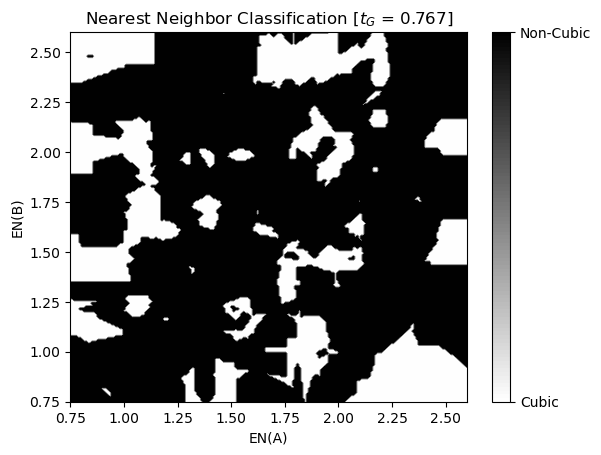 Nearest Neighbor Classification [t_G = 0.767]
Non-Cubic
2.50
2.25
2.00
1.75
1.50
1.25
1.00
0.75
EN(B)
Cubic
0.75 1.00 1.25 1.50 1.75 2.00 2.25 2.50
EN(A)